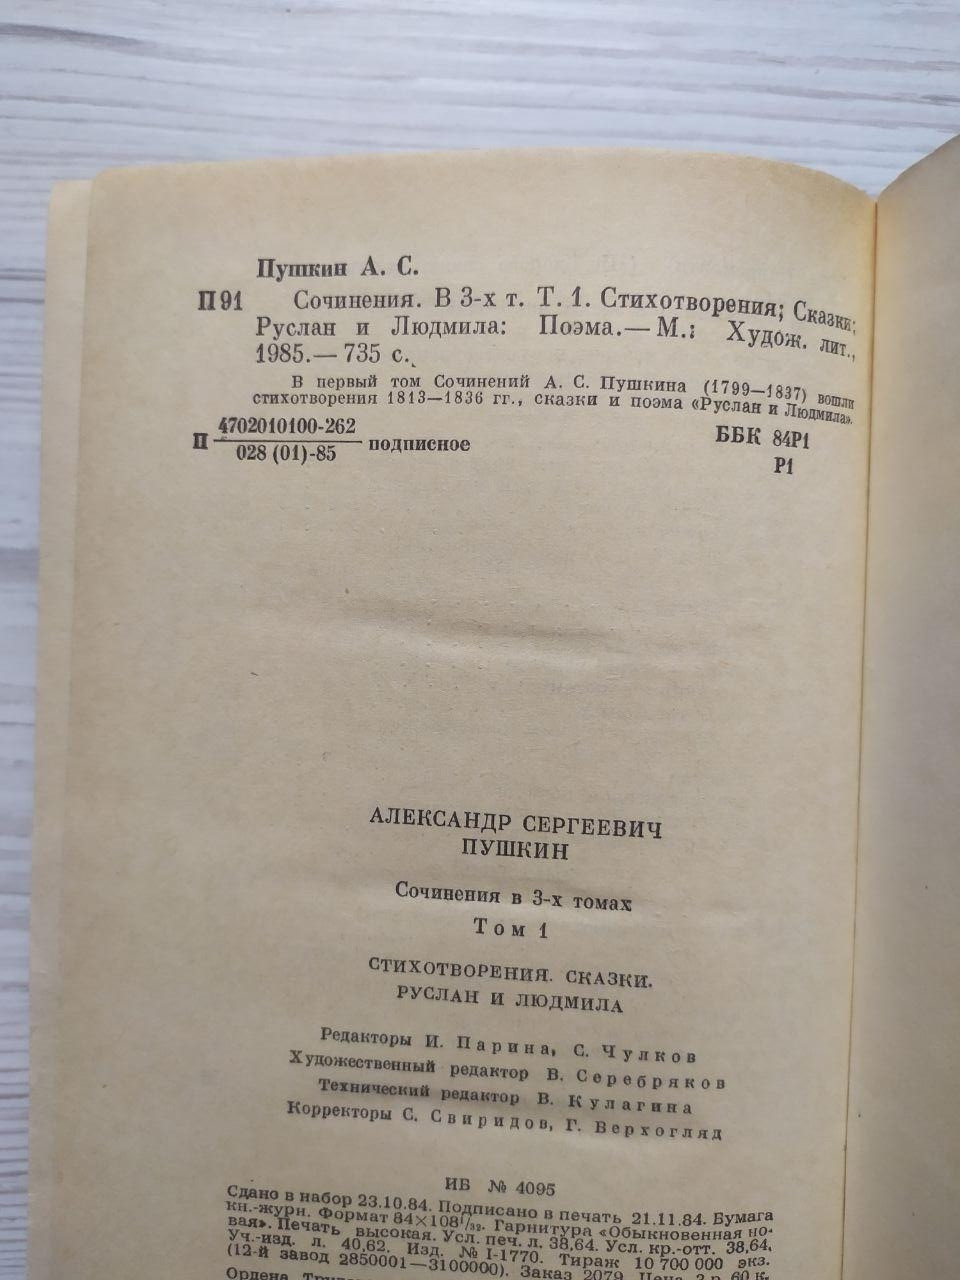 Пушкин А. С.
П91 Сочинения. В 3-х т. Т. 1. Стихотворения; Сказки;
Руслан и Людмила: Поэма.— М.: Худож. лит.,
1985.— 735 с.
В первый том Сочинений А. С. Пушкина (1799—1837) вошли
стихотворения 1813—1836 гг., сказки и поэма «Руслан и Людмила».
П 4702010100-262 подписное ББК 84Р1
028 (01)-85 Р1
АЛЕКСАНДР СЕРГЕЕВИЧ
ПУШКИН
Сочинения в 3-х томах
Том 1
СТИХОТВОРЕНИЯ. СКАЗКИ.
РУСЛАН И ЛЮДМИЛА
Редакторы И. Парина, С. Чулков
Художественный редактор В. Серебряков
Технический редактор В. Кулагина
Корректоры С. Свиридов, Г. Верхогляд
ИБ № 4095
Сдано в набор 23.10.84. Подписано в печать 21.11.84. Бумага
кн.-журн. Формат 84×108¹/₃₂. Гарнитура «Обыкновенная но-
вая». Печать высокая. Усл. печ. л. 38,64. Усл. кр.-отт. 38,64.
Уч.-изд. л. 40,62. Изд. № I-1770. Тираж 10 700 000 экз.
(12-й завод 2850001—3100000). Заказ 2079. Цена 2 р. 60 к.
Ордена